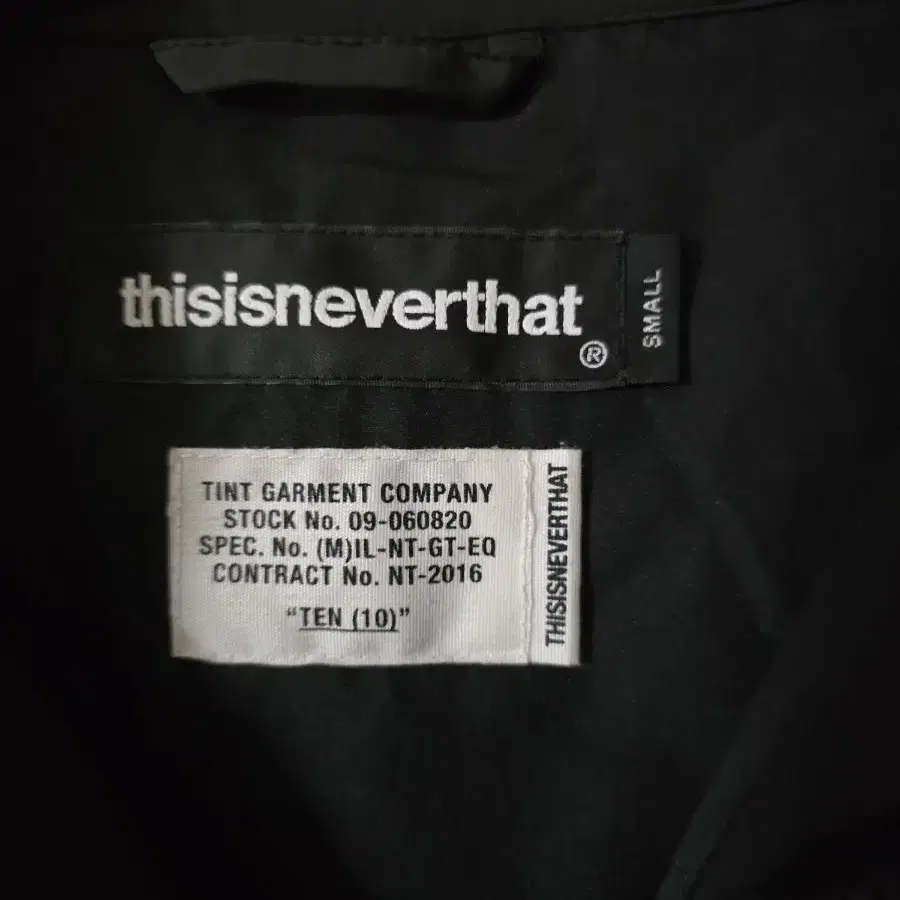 thisisneverthat
®
SMALL
TINT GARMENT COMPANY
STOCK No. 09-060820
SPEC. No. (M)IL-NT-GT-EQ
CONTRACT No. NT-2016
“TEN (10)”
THISISNEVERTHAT